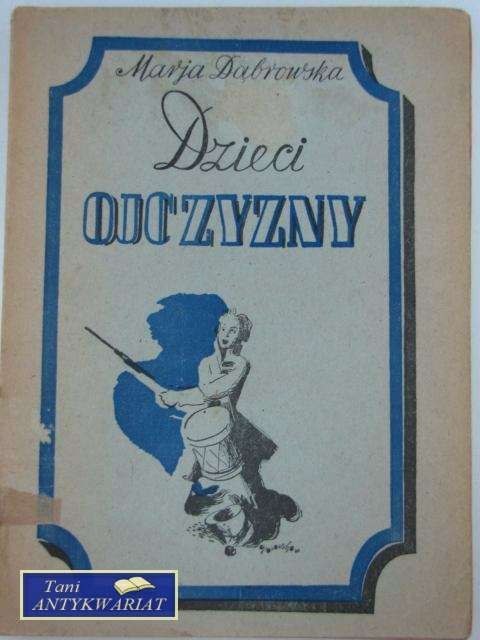 Marja Dąbrowska
Dzieci
OJCZYZNY
Tani
ANTYKWARIAT